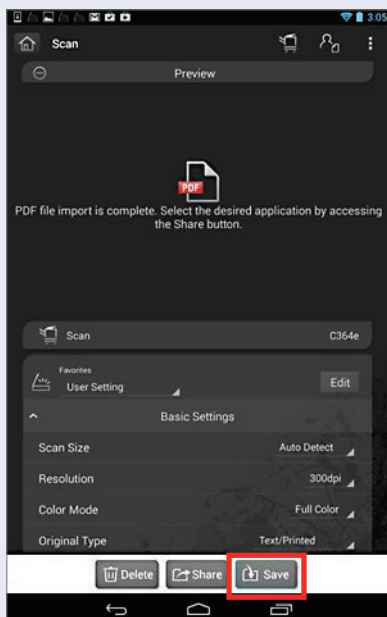 3:05
Scan
Preview
PDF
PDF file import is complete. Select the desired application by accessing
the Share button.
Scan C364e
Favorites
User Setting Edit
Basic Settings
Scan Size Auto Detect
Resolution 300dpi
Color Mode Full Color
Original Type Text/Printed
Delete Share Save